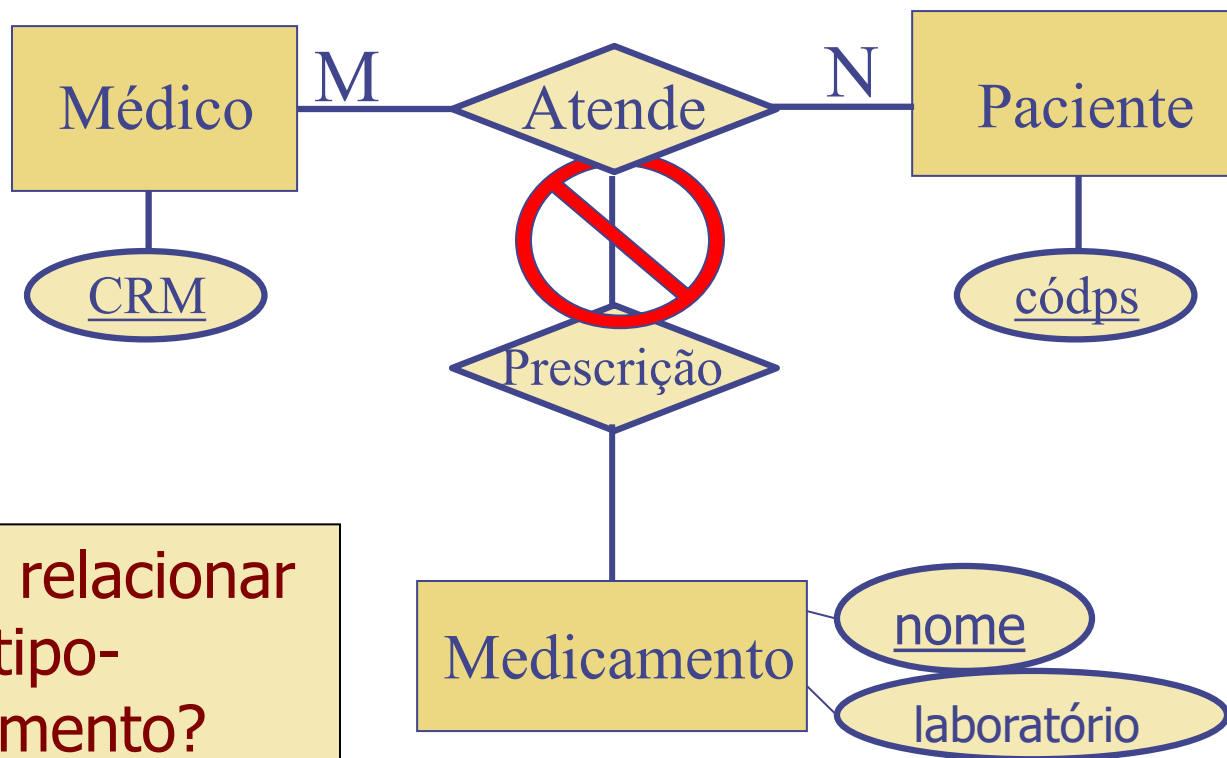 M
N
Médico
Atende
Paciente
CRM
códps
Prescrição
relacionar
tipo-
mento?
Medicamento
nome
laboratório